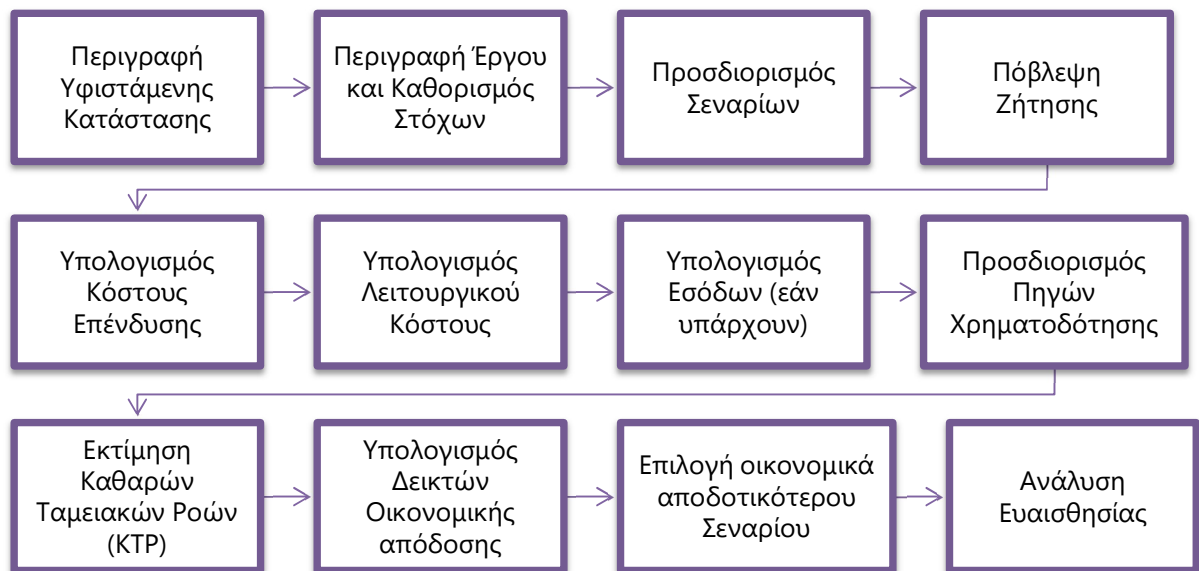 Περιγραφή
Υφιστάμενης
Κατάστασης
Περιγραφή Έργου
και Καθορισμός
Στόχων
Προσδιορισμός
Σεναρίων
Πόβλεψη
Ζήτησης
Υπολογισμός
Κόστους
Επένδυσης
Υπολογισμός
Λειτουργικού
Κόστους
Υπολογισμός
Εσόδων (εάν
υπάρχουν)
Προσδιορισμός
Πηγών
Χρηματοδότησης
Εκτίμηση
Καθαρών
Ταμειακών Ροών
(ΚΤΡ)
Υπολογισμός
Δεικτών
Οικονομικής
απόδοσης
Επιλογή οικονομικά
αποδοτικότερου
Σεναρίου
Ανάλυση
Ευαισθησίας